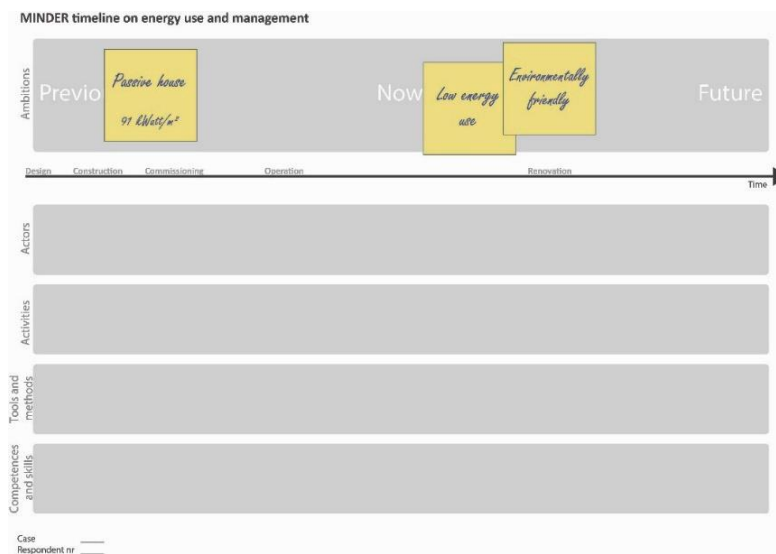 MINDER timeline on energy use and management
Ambitions
Previo
Passive house
91 kWatt/m²
Now
Low energy
use
Environmentally
friendly
Future
Design Construction Commissioning Operation Renovation
Time
Actors
Activities
Tools and
methods
Competences
and skills
Case
Respondent nr